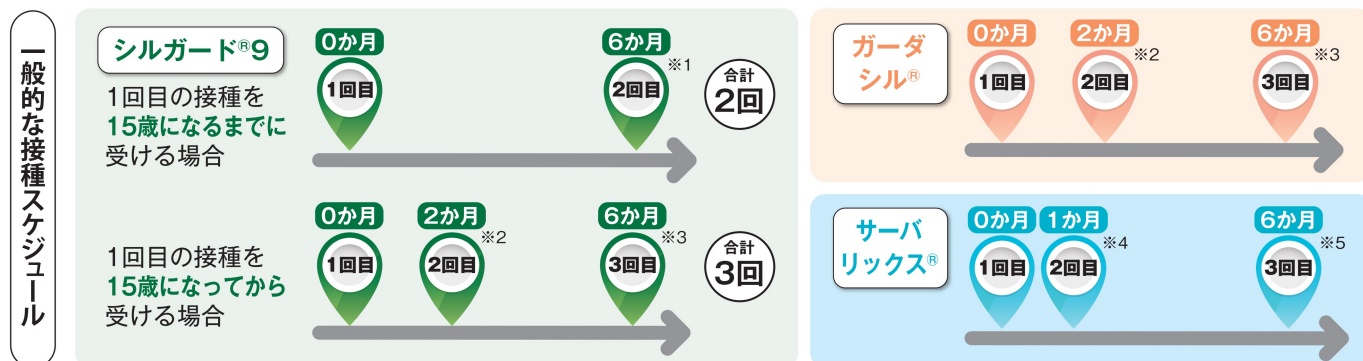 一般的な接種スケジュール
シルガード®9
1回目の接種を
15歳になるまでに
受ける場合
0か月
1回目
6か月
※1
2回目
合計
2回
1回目の接種を
15歳になってから
受ける場合
0か月
1回目
2か月
※2
2回目
6か月
※3
3回目
合計
3回
ガーダ
シル®
0か月
1回目
2か月
※2
2回目
6か月
※3
3回目
サーバ
リックス®
0か月
1回目
1か月
※4
2回目
6か月
※5
3回目